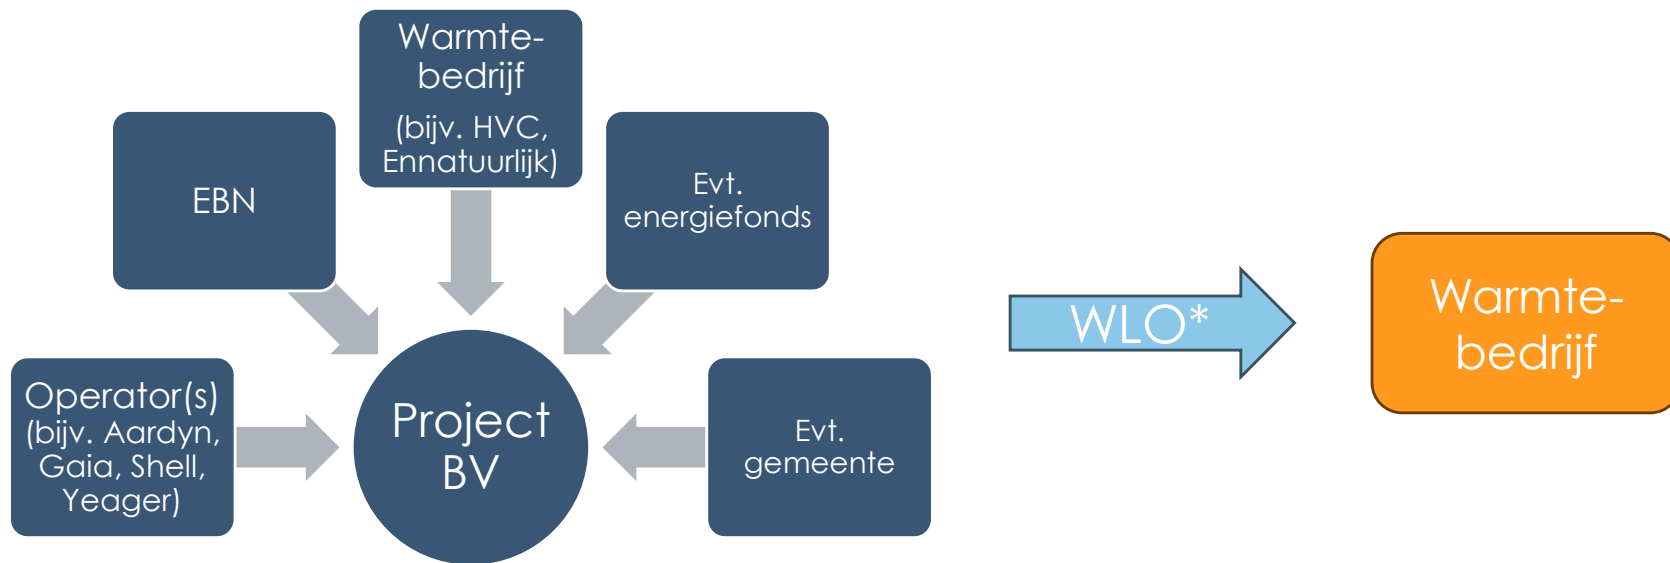 Warmte-
bedrijf
(bijv. HVC,
Ennatuurlijk)
EBN
Evt.
energiefonds
Operator(s)
(bijv. Aardyn,
Gaia, Shell,
Yeager)
Project
BV
Evt.
gemeente
WLO*
Warmte-
bedrijf